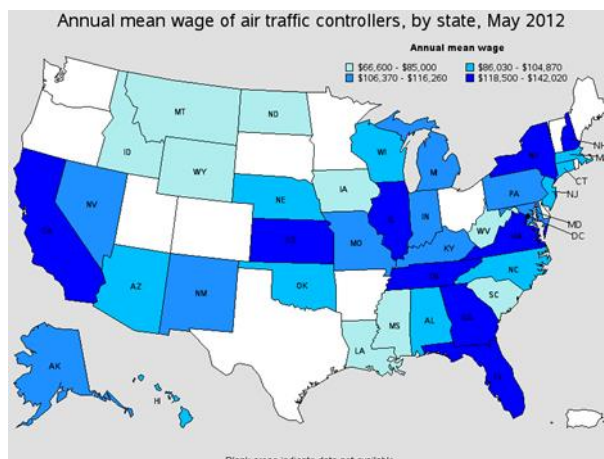 Annual mean wage of air traffic controllers, by state, May 2012
Annual mean wage
$66,600 - $85,000
$86,030 - $104,870
$106,370 - $116,260
$118,500 - $142,020
MT
ND
ID
WY
WI
MI
NH
CT
NJ
NE
IA
PA
NV
IN
MD
DC
MO
KY
WV
AZ
NM
OK
NC
SC
MS
AL
LA
AK
HI